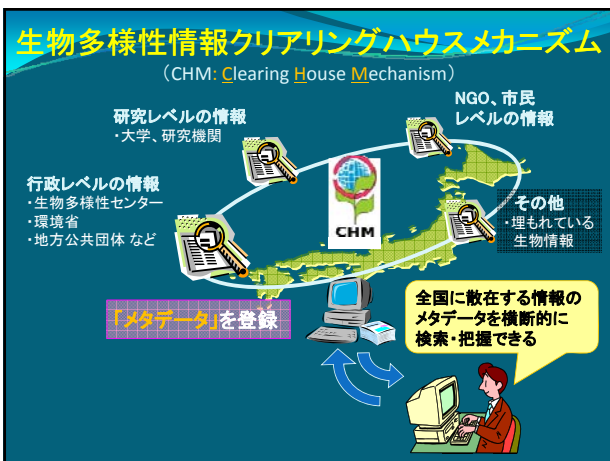 生物多様性情報クリアリングハウスメカニズム
（CHM: Clearing House Mechanism）
研究レベルの情報
・大学、研究機関
NGO、市民
レベルの情報
行政レベルの情報
・生物多様性センター
・環境省
・地方公共団体 など
CHM
その他
・埋もれている
生物情報
「メタデータ」を登録
全国に散在する情報の
メタデータを横断的に
検索・把握できる